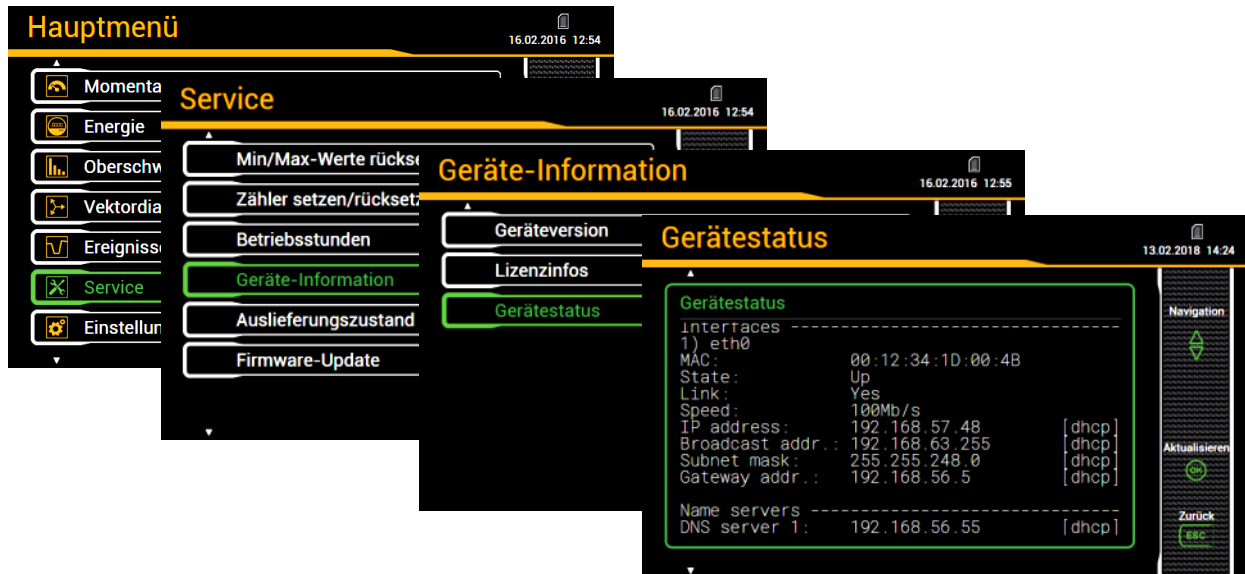 Hauptmenü
16.02.2016 12:54
Momenta
Energie
Oberschw
Vektordia
Ereigniss
Service
Einstellun
Service
16.02.2016 12:54
Min/Max-Werte rückse
Zähler setzen/rücksetz
Betriebsstunden
Geräte-Information
Auslieferungszustand
Firmware-Update
Geräte-Information
16.02.2016 12:55
Geräteversion
Lizenzinfos
Gerätestatus
Gerätestatus
13.02.2018 14:24
Gerätestatus
Interfaces --------------------------------
1) eth0
MAC: 00:12:34:1D:00:4B
State: Up
Link: Yes
Speed: 100Mb/s
IP address: 192.168.57.48 [dhcp]
Broadcast addr.: 192.168.63.255 [dhcp]
Subnet mask: 255.255.248.0 [dhcp]
Gateway addr.: 192.168.56.5 [dhcp]
Name servers ------------------------------
DNS server 1: 192.168.56.55 [dhcp]
Navigation
Aktualisieren
OK
Zurück
ESC